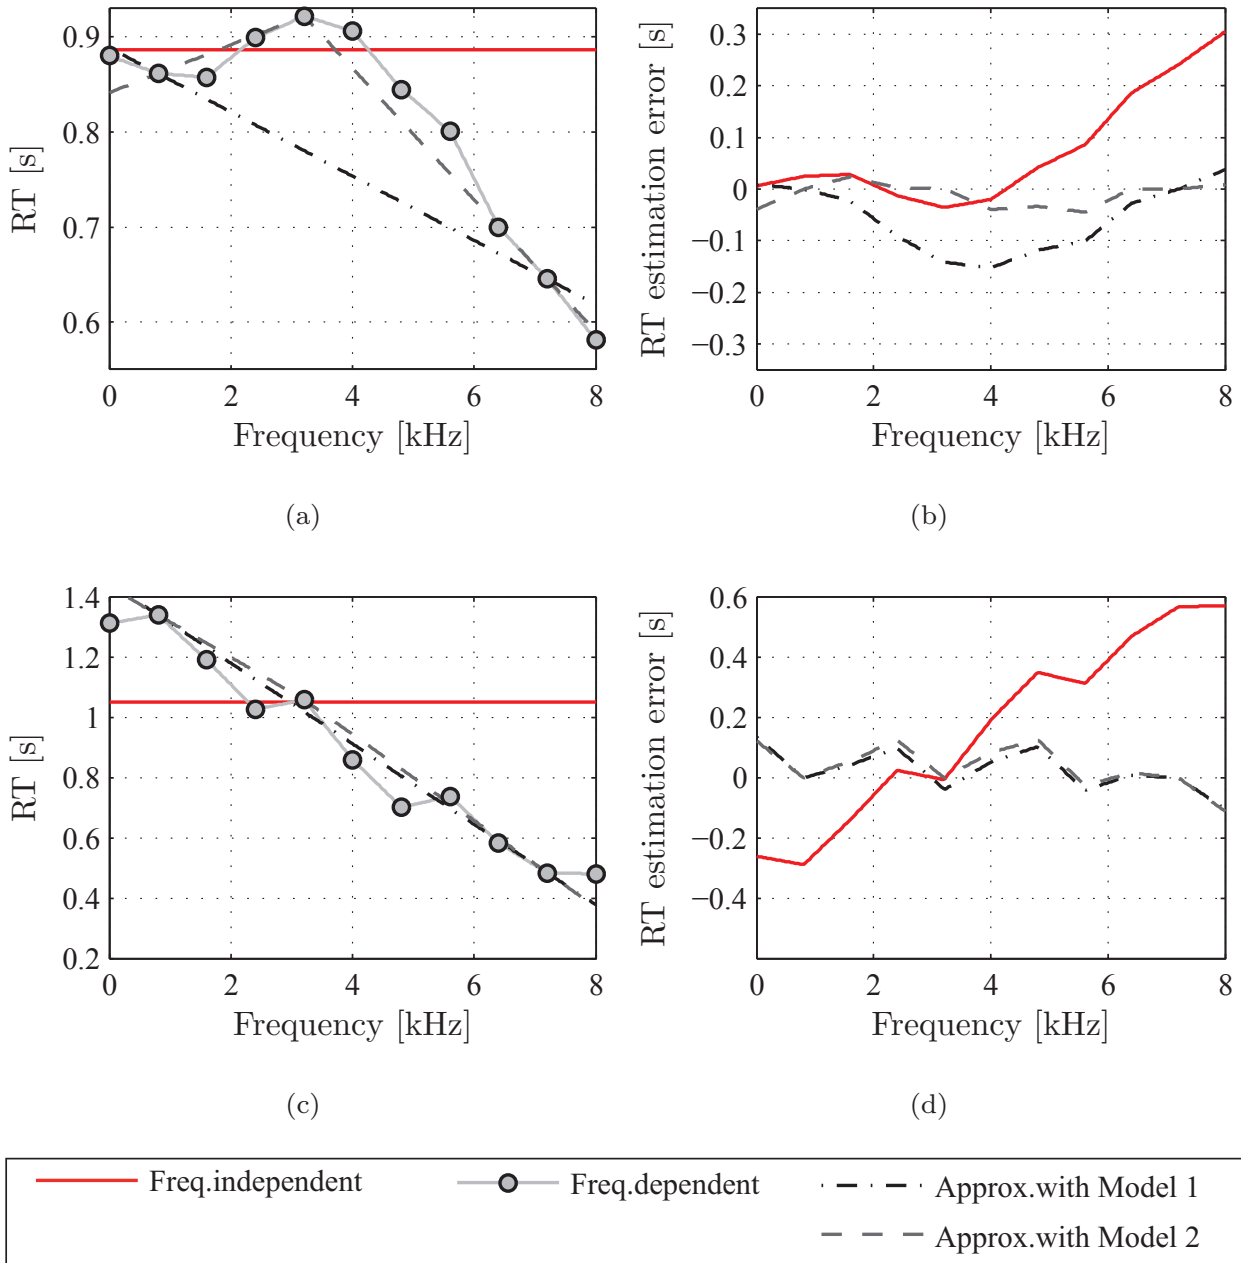 0.9
0.8
0.7
0.6
RT [s]
0 2 4 6 8
Frequency [kHz]
(a)
0.3
0.2
0.1
0
−0.1
−0.2
−0.3
RT estimation error [s]
0 2 4 6 8
Frequency [kHz]
(b)
1.4
1.2
1
0.8
0.6
0.4
0.2
RT [s]
0 2 4 6 8
Frequency [kHz]
(c)
0.6
0.4
0.2
0
−0.2
−0.4
RT estimation error [s]
0 2 4 6 8
Frequency [kHz]
(d)
Freq.independent
Freq.dependent
Approx.with Model 1
Approx.with Model 2